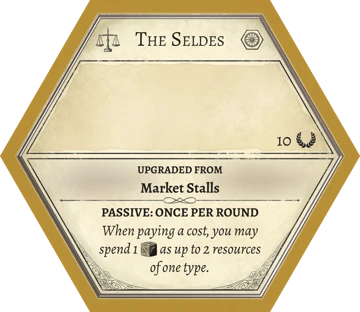 The Seldes
10
UPGRADED FROM
Market Stalls
PASSIVE: ONCE PER ROUND
When paying a cost, you may
spend 1 as up to 2 resources
of one type.